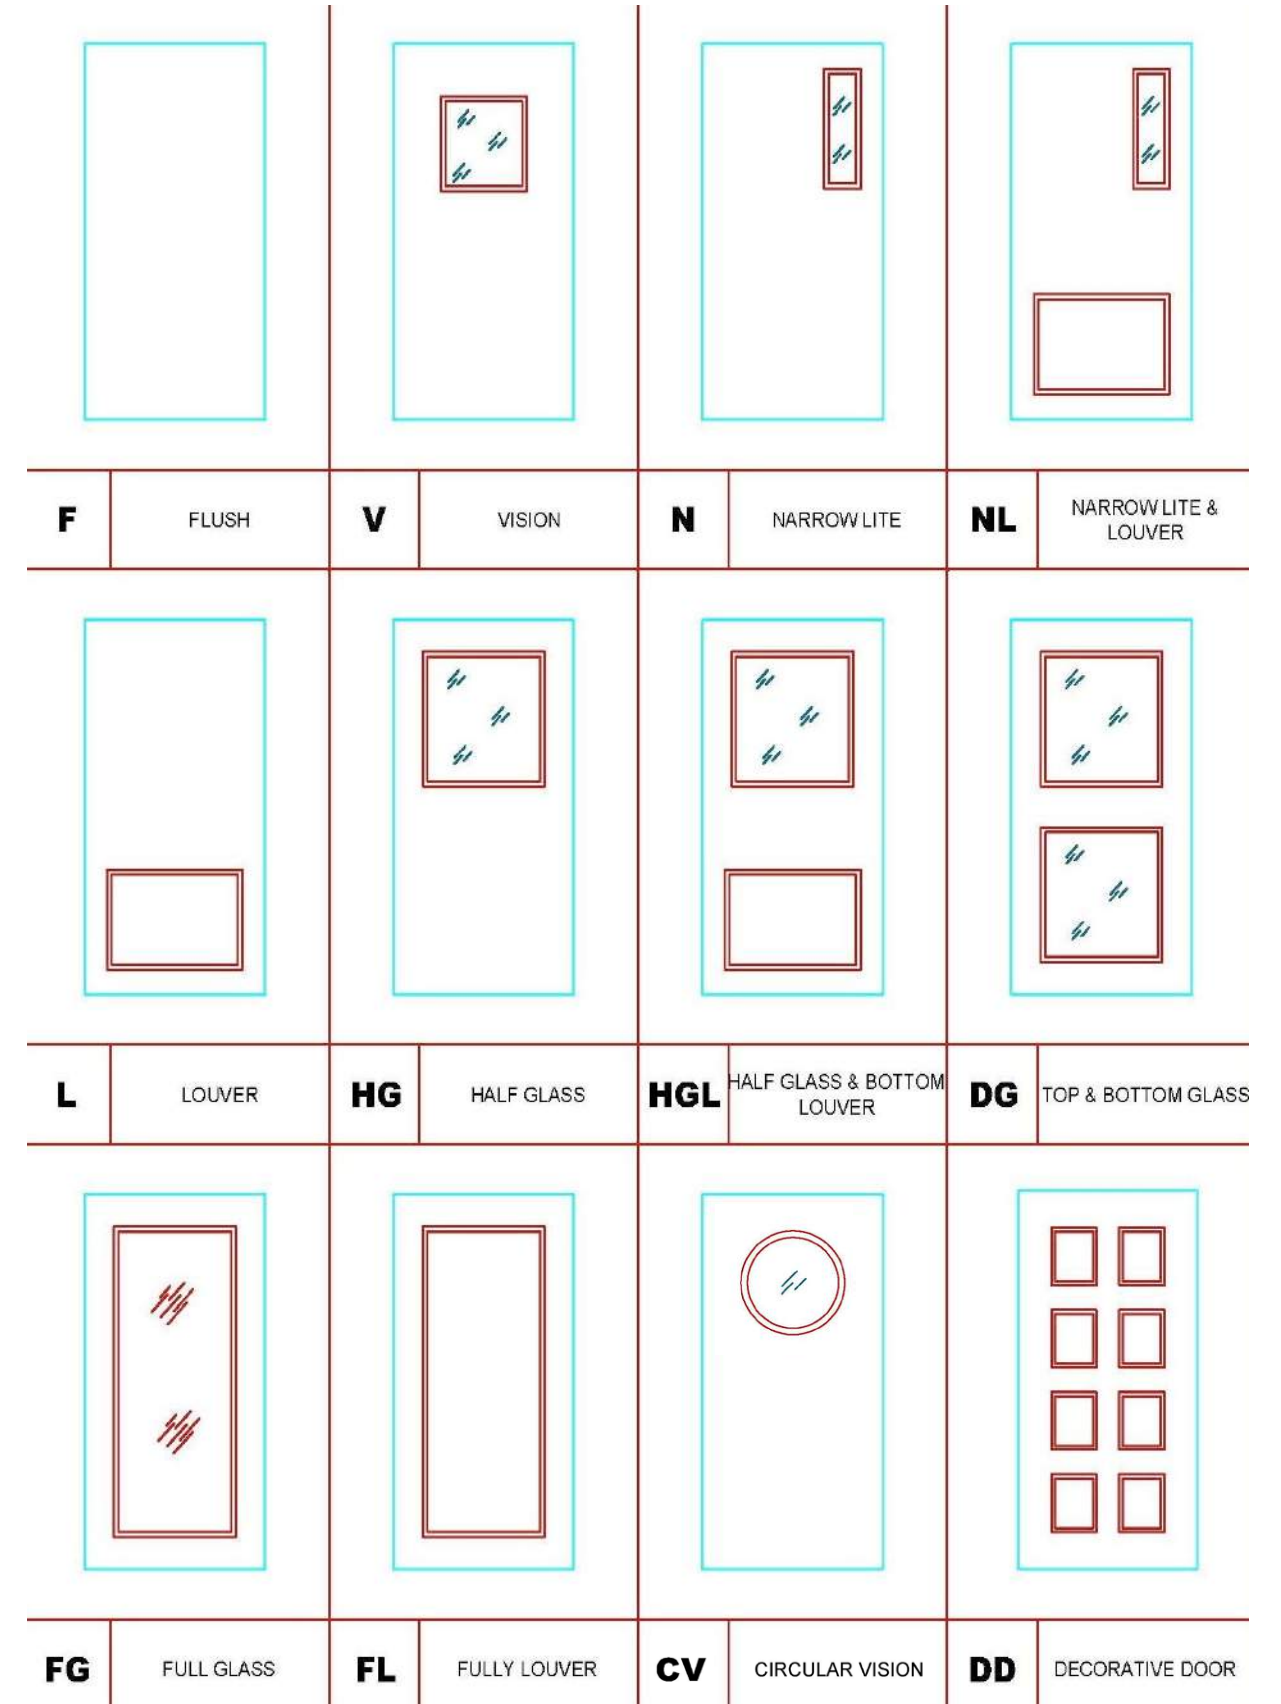 F
FLUSH
V
VISION
N
NARROW LITE
NL
NARROW LITE &
LOUVER
L
LOUVER
HG
HALF GLASS
HGL
HALF GLASS & BOTTOM
LOUVER
DG
TOP & BOTTOM GLASS
FG
FULL GLASS
FL
FULLY LOUVER
CV
CIRCULAR VISION
DD
DECORATIVE DOOR